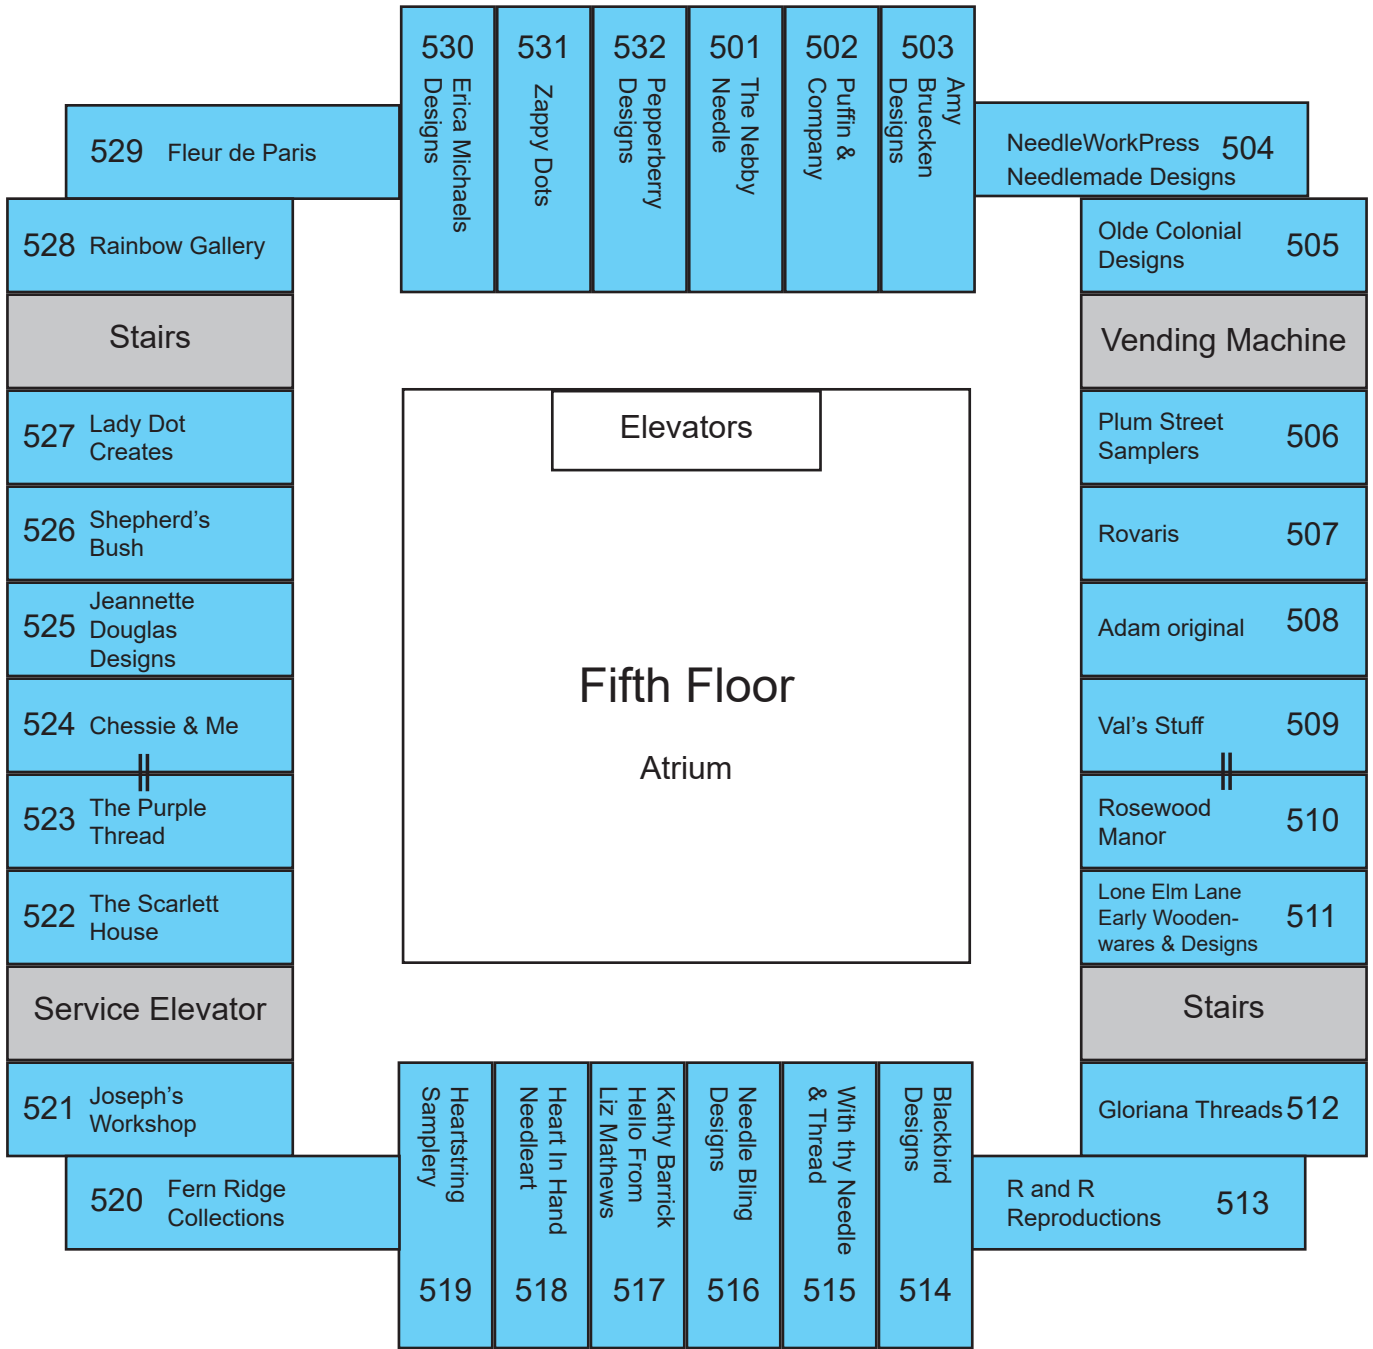 530
Erica Michaels
Designs
531
Zappy Dots
532
Pepperberry
Designs
501
The Nebby
Needle
502
Puffin &
Company
503
Amy
Bruecken
Designs
529 Fleur de Paris
NeedleWorkPress 504
Needlemade Designs
528 Rainbow Gallery
Olde Colonial
Designs
505
Stairs
Vending Machine
Elevators
527
Lady Dot
Creates
Plum Street
Samplers
506
526
Shepherd’s
Bush
Rovaris 507
525
Jeannette
Douglas
Designs
Adam original 508
Fifth Floor
Atrium
524 Chessie & Me
Val’s Stuff 509
523
The Purple
Thread
Rosewood
Manor
510
522
The Scarlett
House
Lone Elm Lane
Early Wooden-
wares & Designs
511
Service Elevator
Stairs
521
Joseph’s
Workshop
Gloriana Threads 512
520
Fern Ridge
Collections
R and R
Reproductions
513
Heartstring
Samplery
519
Heart In Hand
Needleart
518
Kathy Barrick
Hello From
Liz Mathews
517
Needle Bling
Designs
516
With thy Needle
& Thread
515
Blackbird
Designs
514